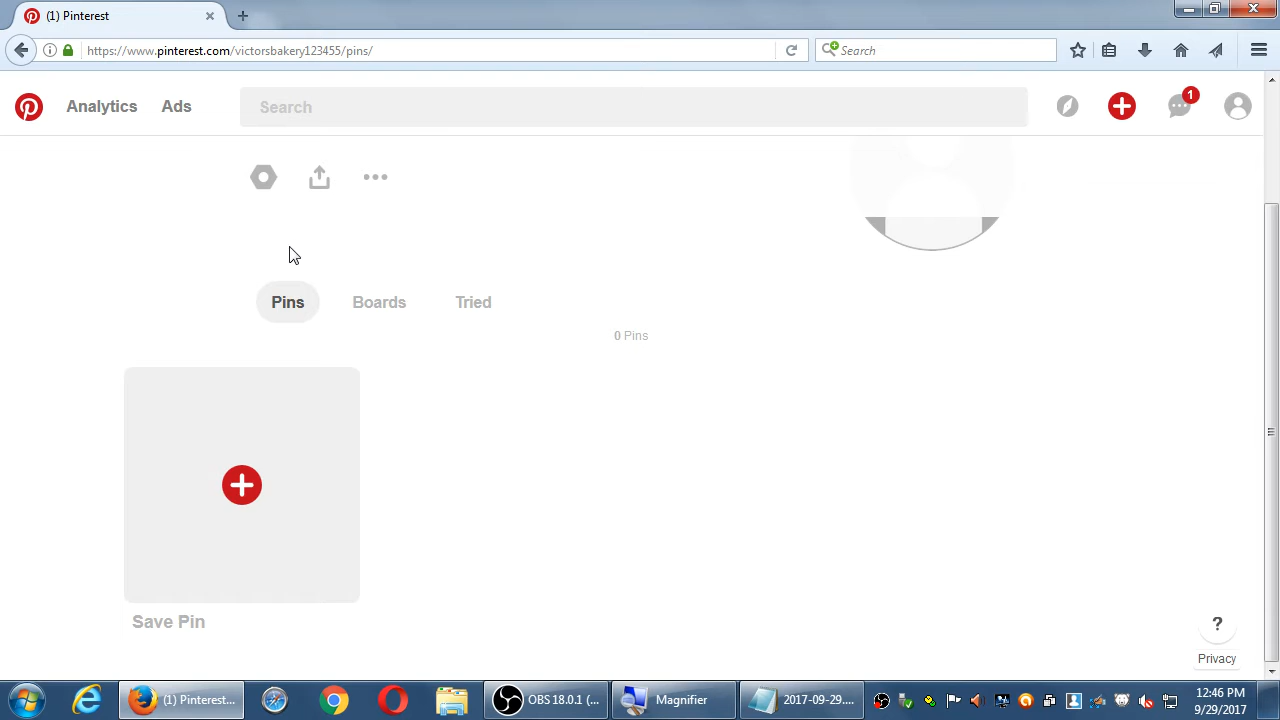 (1) Pinterest
https://www.pinterest.com/victorsbakery123455/pins/
Search
Analytics
Ads
Search
1
Pins
Boards
Tried
0 Pins
Save Pin
?
Privacy
(1) Pinterest...
OBS 18.0.1 (...
Magnifier
2017-09-29....
12:46 PM
9/29/2017